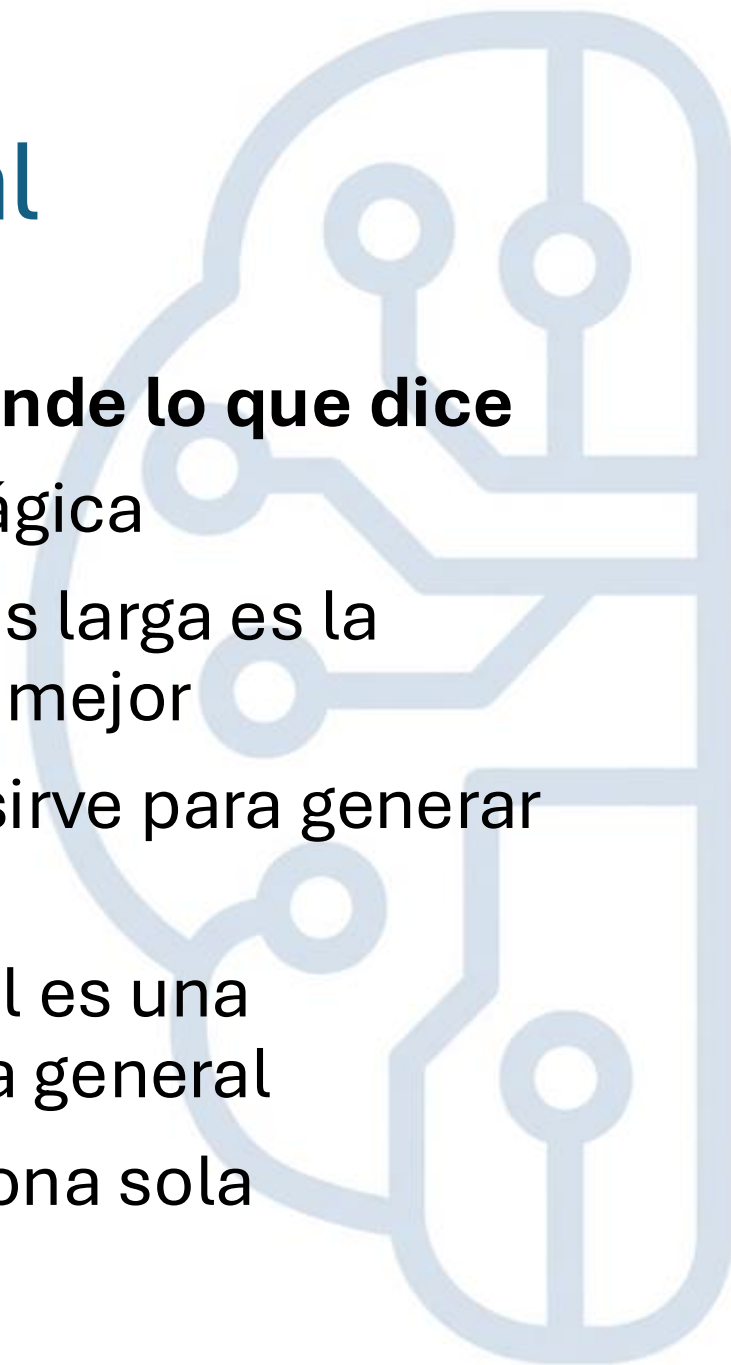 al
nde lo que dice
ágica
s larga es la
mejor
sirve para generar
l es una
a general
ona sola